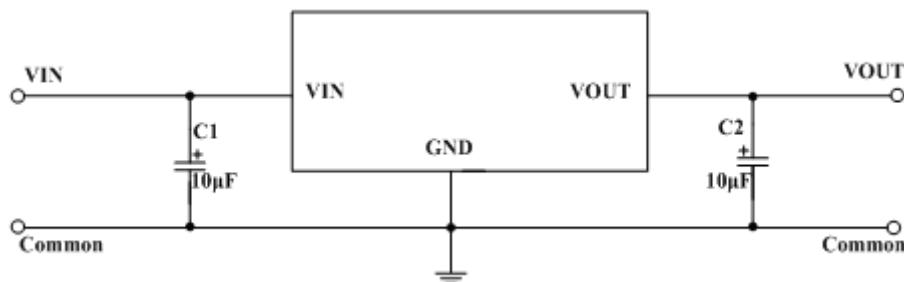 VIN
VOUT
VIN
VOUT
C1
+
10μF
GND
C2
+
10μF
Common
Common